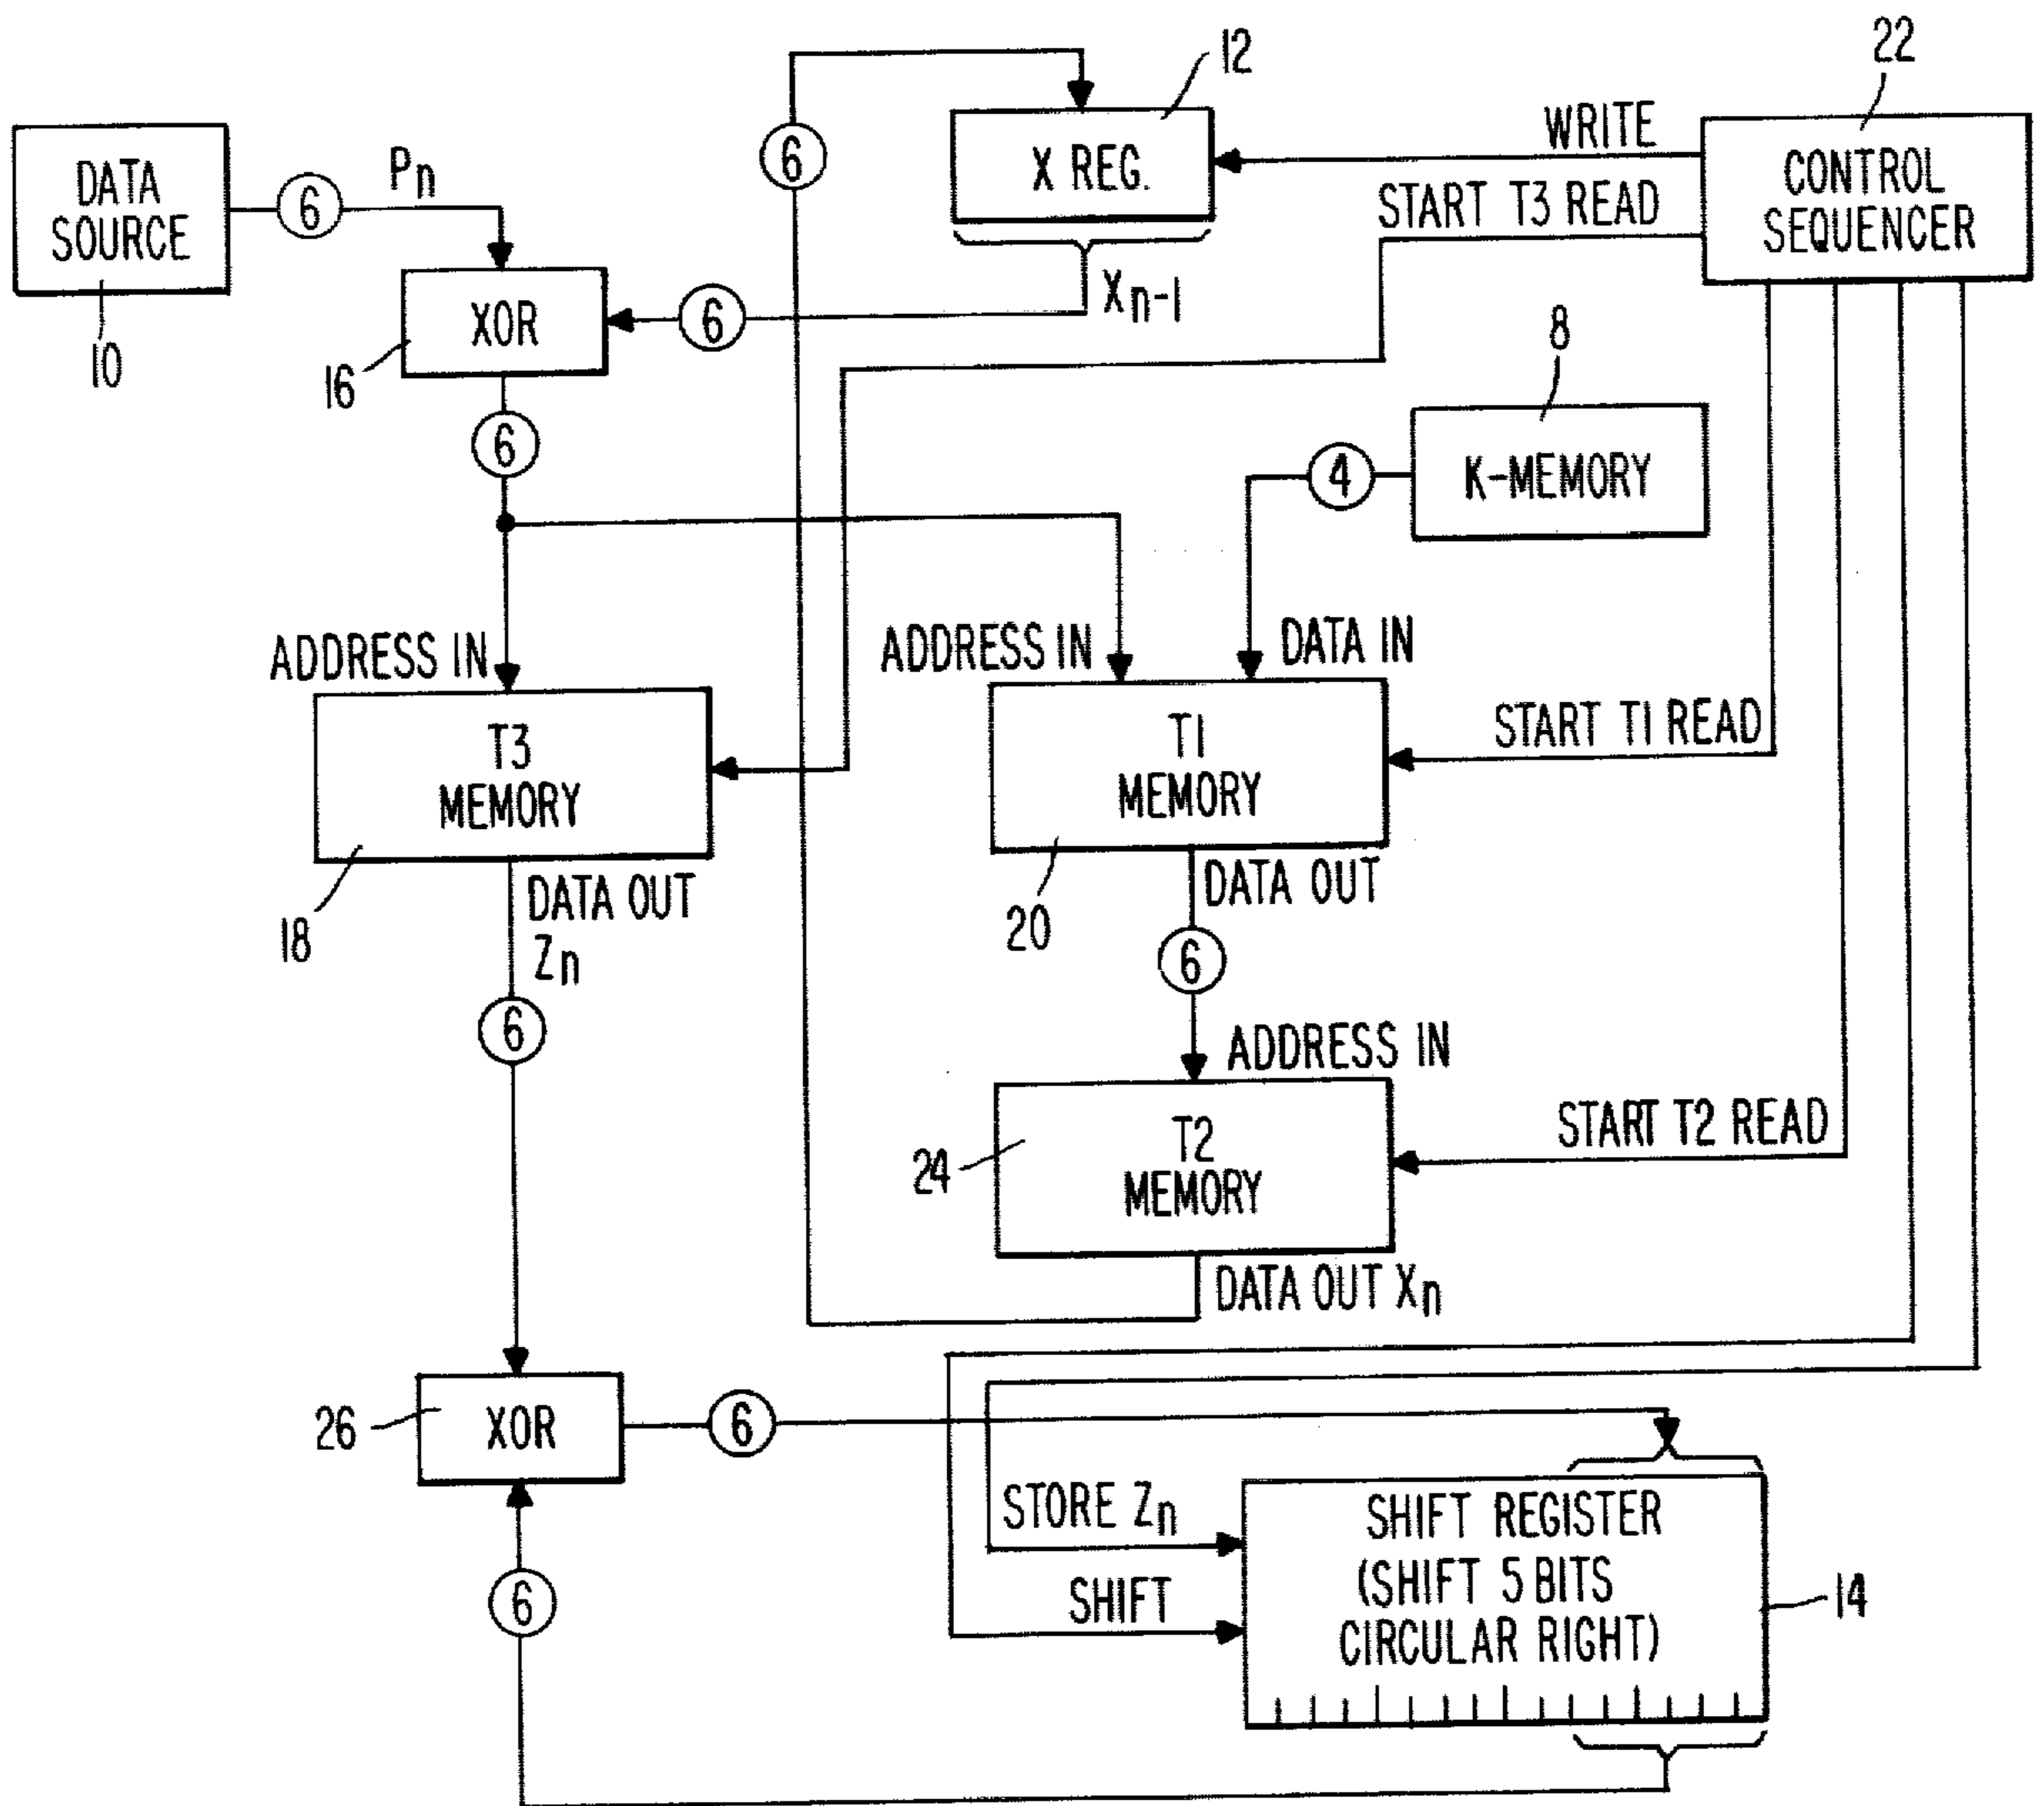 22
12
WRITE
DATA
SOURCE
6
Pn
6
X REG.
CONTROL
SEQUENCER
START T3 READ
10
XOR
6
Xn-1
16
8
6
4
K-MEMORY
ADDRESS IN
ADDRESS IN
DATA IN
T3
MEMORY
T1
MEMORY
START T1 READ
18
DATA OUT
Zn
20
DATA OUT
6
6
ADDRESS IN
24
T2
MEMORY
START T2 READ
DATA OUT Xn
26
XOR
6
STORE Zn
SHIFT REGISTER
(SHIFT 5 BITS
CIRCULAR RIGHT)
14
6
SHIFT